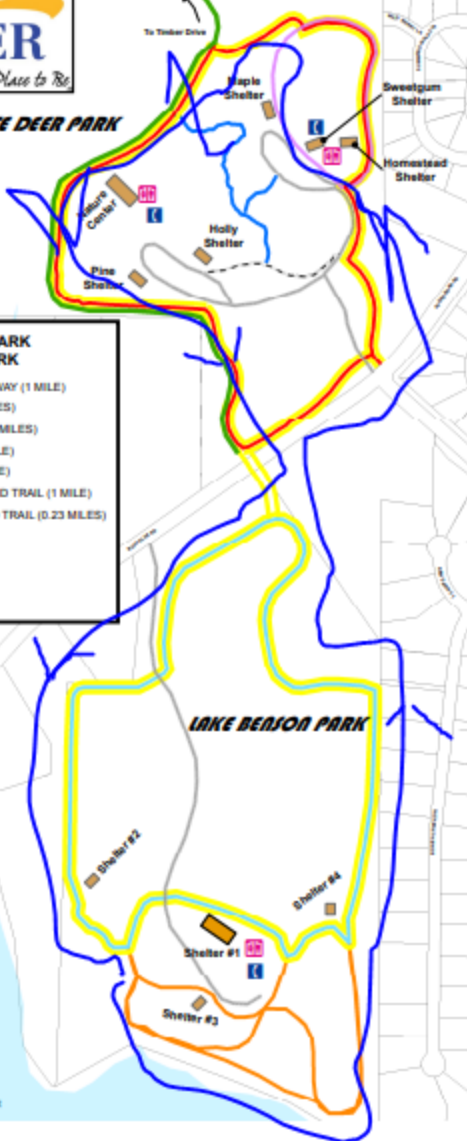 ER
Place to Be
To Timber Drive
E DEER PARK
Maple
Shelter
Sweetgum
Shelter
Homestead
Shelter
Nature
Center
Holly
Shelter
Pine
Shelter
ARK
RK
WAY (1 MILE)
ES)
MILES)
LE)
E)
D TRAIL (1 MILE)
TRAIL (0.23 MILES)
LAKE BENSON PARK
Shelter #2
Shelter #4
Shelter #1
Shelter #3